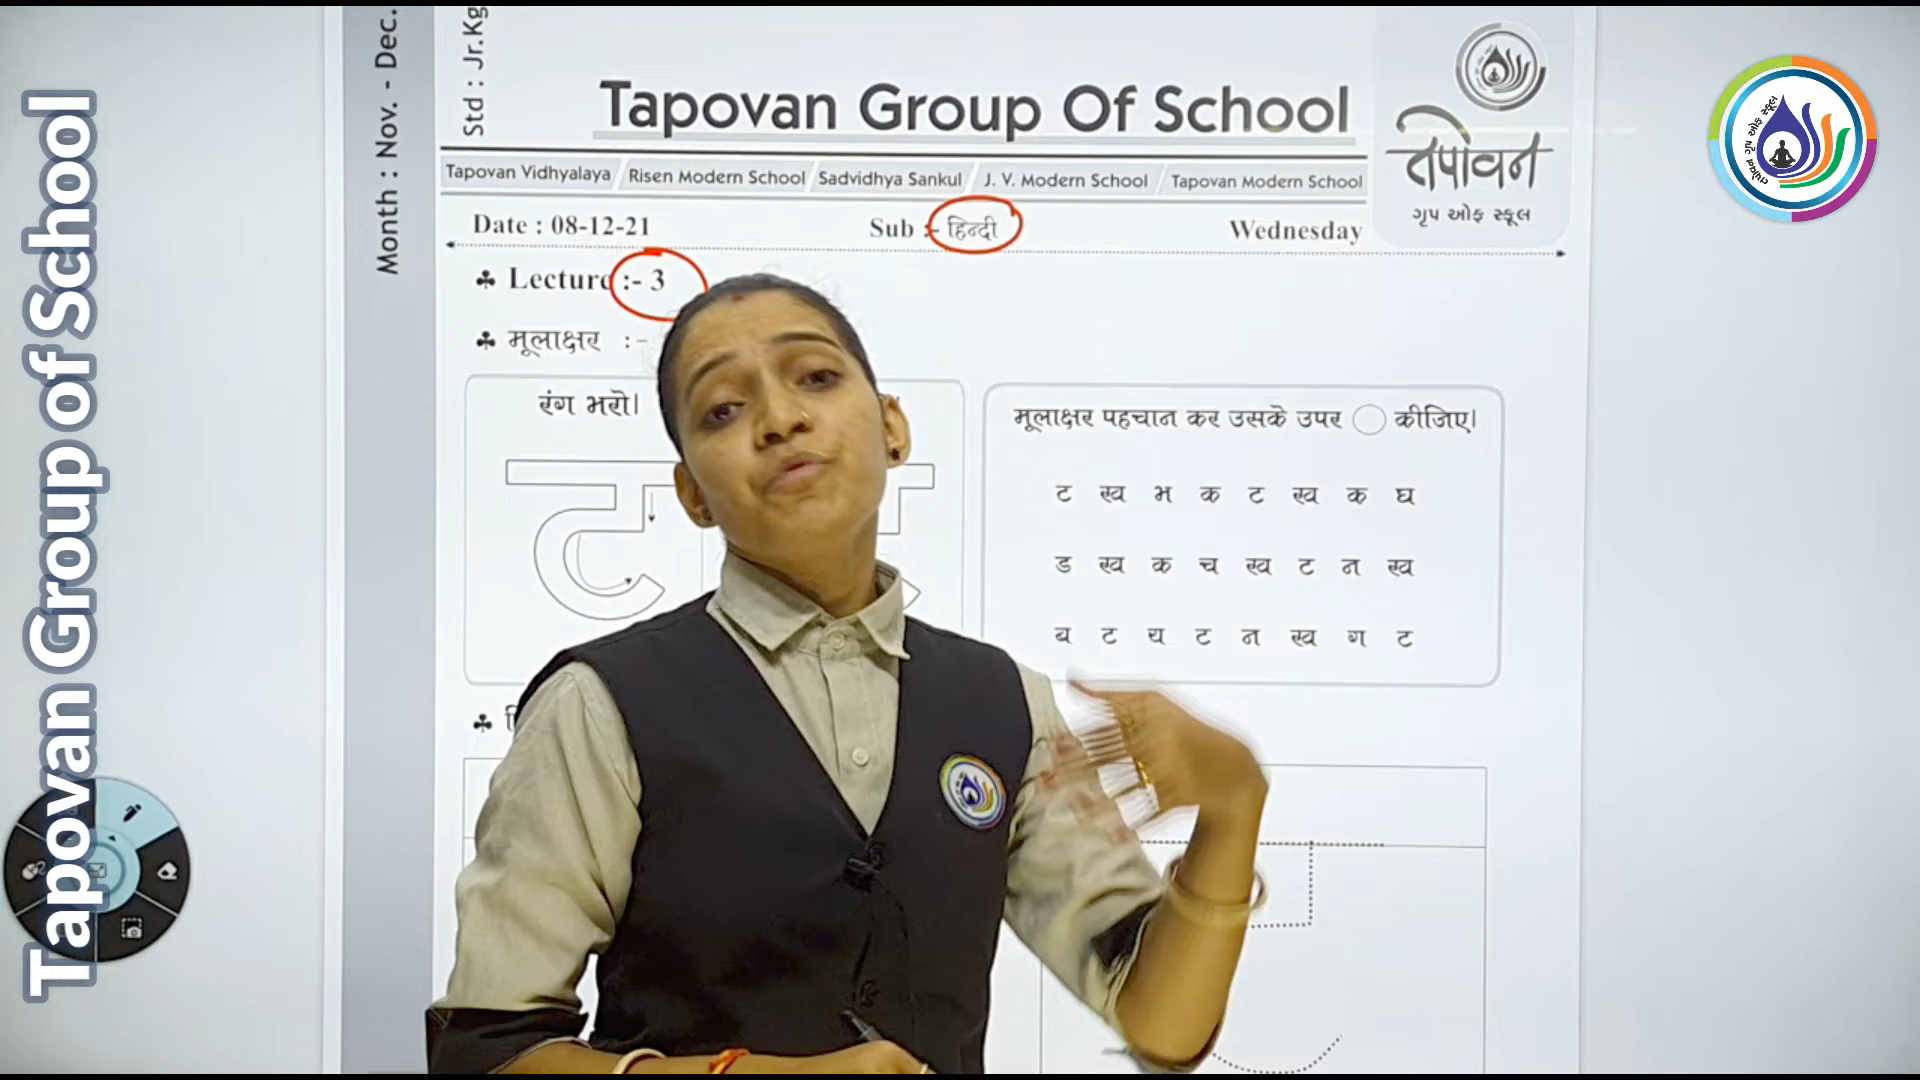 Tapovan Group of School
Month : Nov. - Dec.
Std : Jr.Kg
Tapovan Group Of School
Tapovan Vidhyalaya Risen Modern School Sadvidhya Sankul J. V. Modern School Tapovan Modern School
તપોવન
ગ્રૂપ ઓફ સ્કૂલ
Date : 08-12-21 Sub :- हिन्दी Wednesday
Lecture :- 3
मूलाक्षर :-
रंग भरो।
ट
मूलाक्षर पहचान कर उसके उपर कीजिए।
ट ख भ क ट ख क घ
ड ख क च ख ट न ख
ब ट य ट न ख ग ट